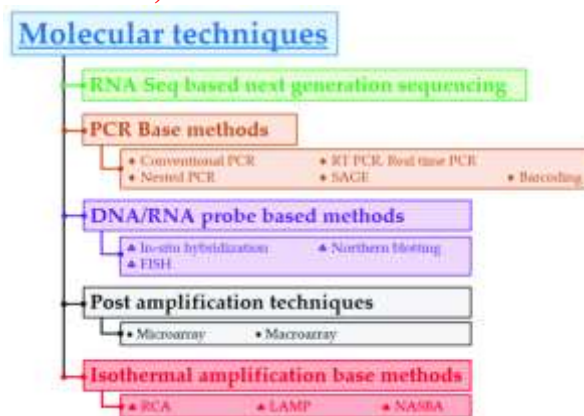 Molecular techniques
RNA Seq based next generation sequencing
PCR Base methods
• Conventional PCR • RT PCR, Real time PCR
• Nested PCR • SAGE • Barcoding
DNA/RNA probe based methods
In-situ hybridization Northern blotting
FISH
Post amplification techniques
• Microarray • Macroarray
Isothermal amplification base methods
RCA LAMP NASBA